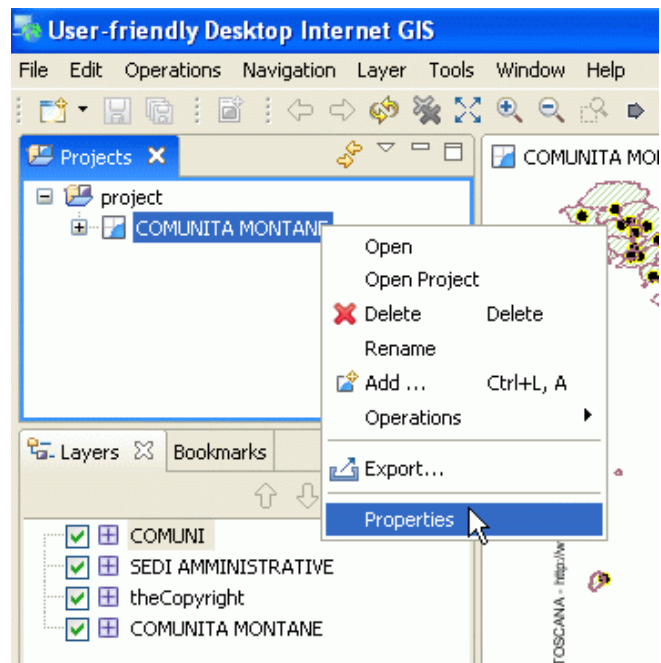 User-friendly Desktop Internet GIS
File Edit Operations Navigation Layer Tools Window Help
Projects
COMUNITA MO
project
COMUNITA MONTANE
Open
Open Project
Delete Delete
Rename
Add ... Ctrl+L, A
Operations
Export...
Properties
Layers Bookmarks
COMUNI
SEDI AMMINISTRATIVE
theCopyright
COMUNITA MONTANE
TOSCANA - http://w